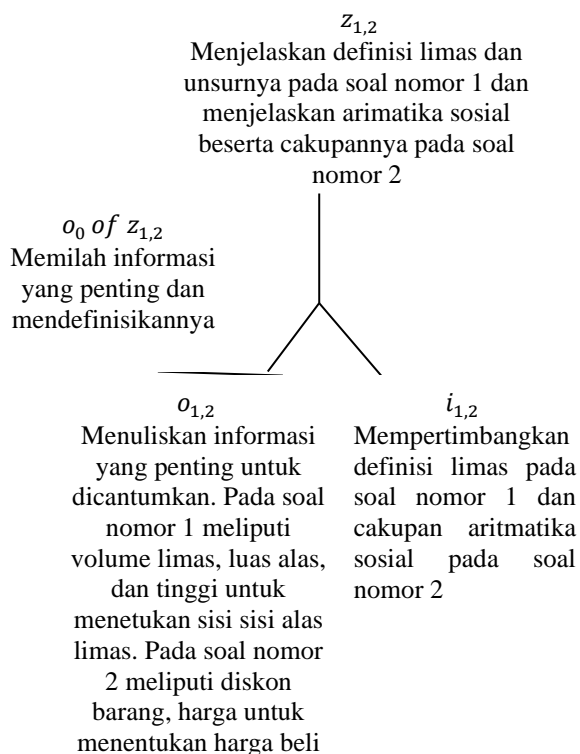 z₁,₂
Menjelaskan definisi limas dan
unsurnya pada soal nomor 1 dan
menjelaskan arimatika sosial
beserta cakupannya pada soal
nomor 2
o₀ of z₁,₂
Memilah informasi
yang penting dan
mendefinisikannya
o₁,₂
Menuliskan informasi
yang penting untuk
dicantumkan. Pada soal
nomor 1 meliputi
volume limas, luas alas,
dan tinggi untuk
menetukan sisi sisi alas
limas. Pada soal nomor
2 meliputi diskon
barang, harga untuk
menentukan harga beli
i₁,₂
Mempertimbangkan
definisi limas pada
soal nomor 1 dan
cakupan aritmatika
sosial pada soal
nomor 2